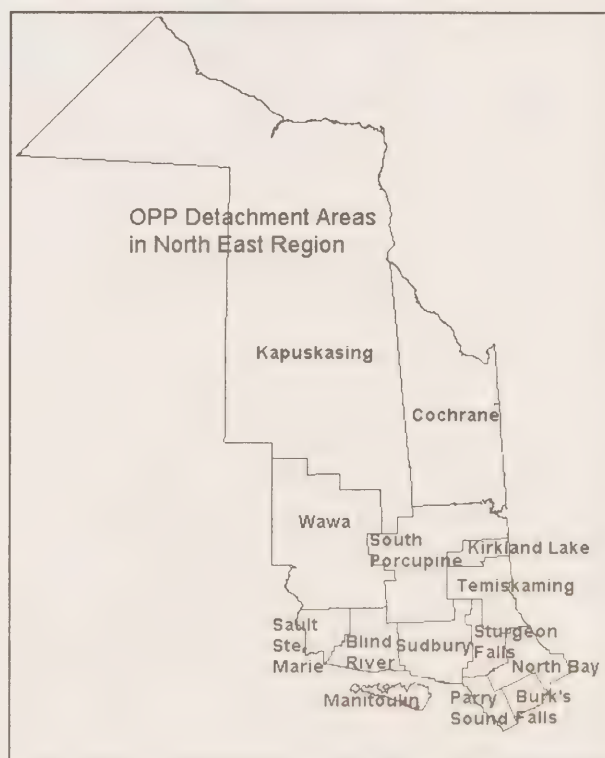 OPP Detachment Areas
in North East Region
Kapuskasing
Cochrane
Wawa
South
Porcupine
Kirkland Lake
Temiskaming
Sault
Ste.
Marie
Blind
River
Sudbury
Sturgeon
Falls
North Bay
Manitoulin
Parry
Sound
Burk's
Falls